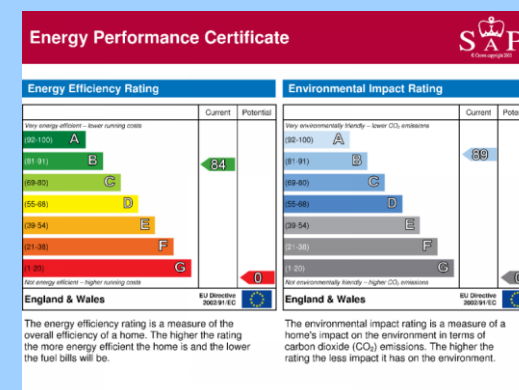 Energy Performance Certificate
SAP
© Crown copyright 2005
Energy Efficiency Rating
Current Potential
Very energy efficient – lower running costs
(92-100) A
(81-91) B
84
(69-80) C
(55-68) D
(39-54) E
(21-38) F
(1-20) G
0
Not energy efficient – higher running costs
England & Wales
EU Directive
2002/91/EC
The energy efficiency rating is a measure of the
overall efficiency of a home. The higher the rating
the more energy efficient the home is and the lower
the fuel bills will be.
Environmental Impact Rating
Current Pote
Very environmentally friendly – lower CO₂ emissions
(92-100) A
(81-91) B
89
(69-80) C
(55-68) D
(39-54) E
(21-38) F
(1-20) G
Not environmentally friendly – higher CO₂ emissions
England & Wales
EU Directive
2002/91/EC
The environmental impact rating is a measure of a
home's impact on the environment in terms of
carbon dioxide (CO₂) emissions. The higher the
rating the less impact it has on the environment.